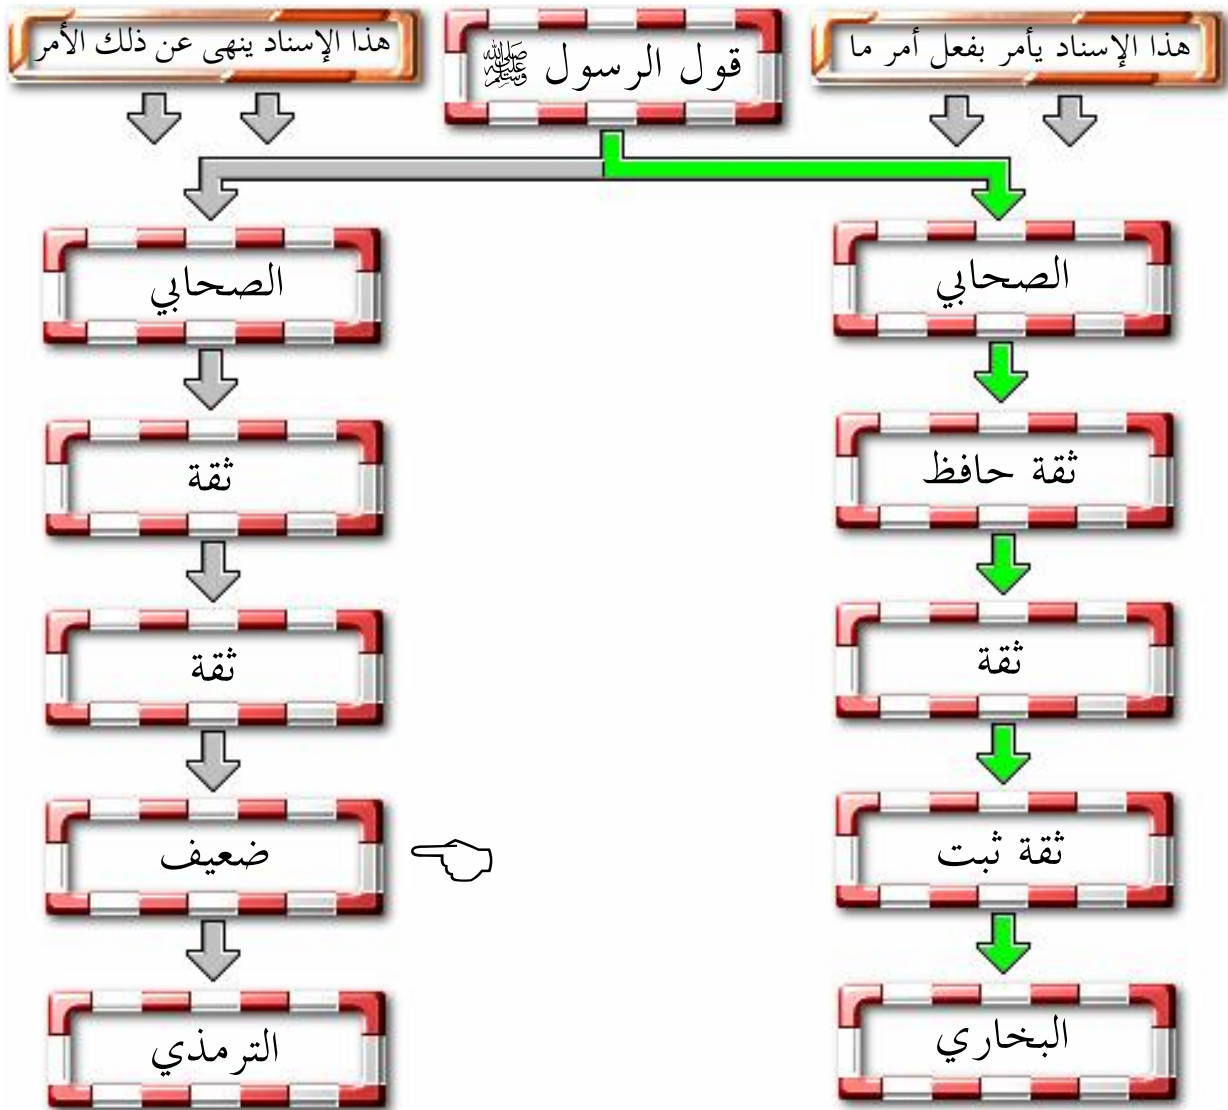 هذا الإسناد يأمر بفعل أمر ما
قول الرسول ﷺ
هذا الإسناد ينهى عن ذلك الأمر
الصحابي
الصحابي
ثقة حافظ
ثقة
ثقة
ثقة
ثقة ثبت
ضعيف
البخاري
الترمذي